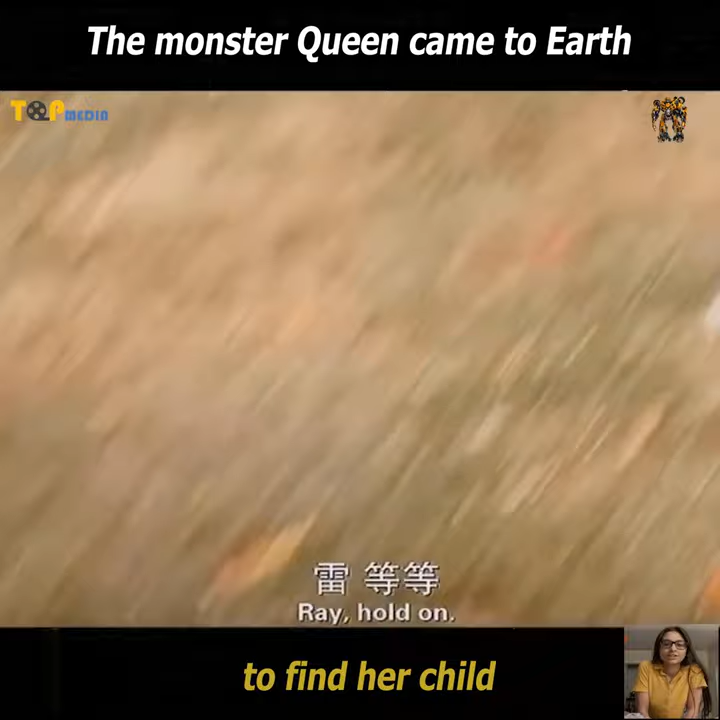 The monster Queen came to Earth
TOP MEDIA
雷 等等
Ray, hold on.
to find her child